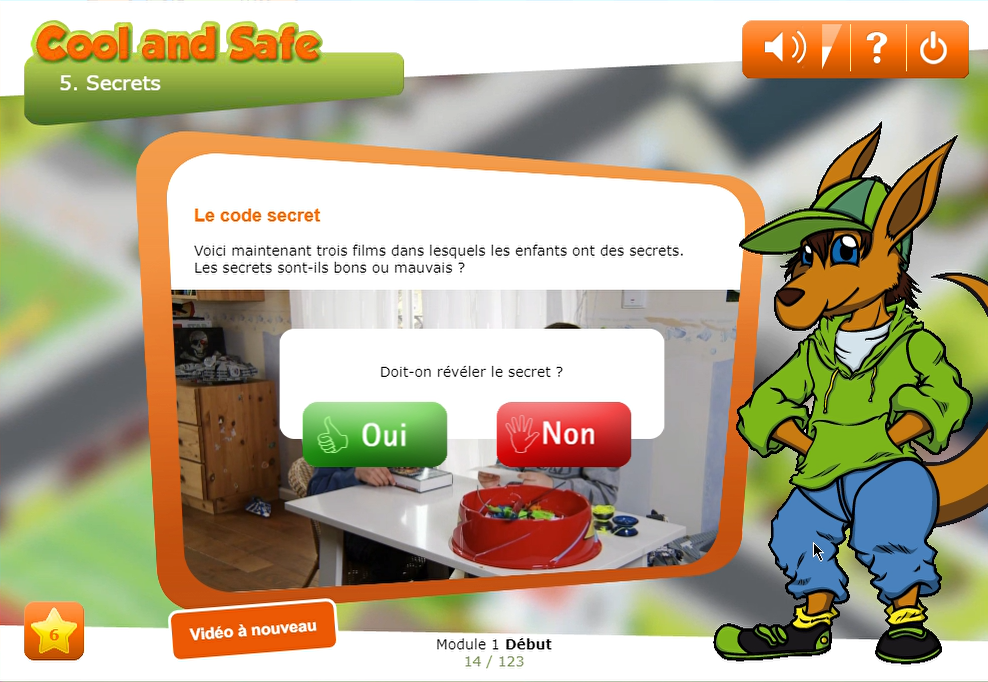 Cool and Safe
5. Secrets
?
Le code secret
Voici maintenant trois films dans lesquels les enfants ont des secrets.
Les secrets sont-ils bons ou mauvais ?
Doit-on révéler le secret ?
Oui
Non
6
Vidéo à nouveau
Module 1 Début
14 / 123